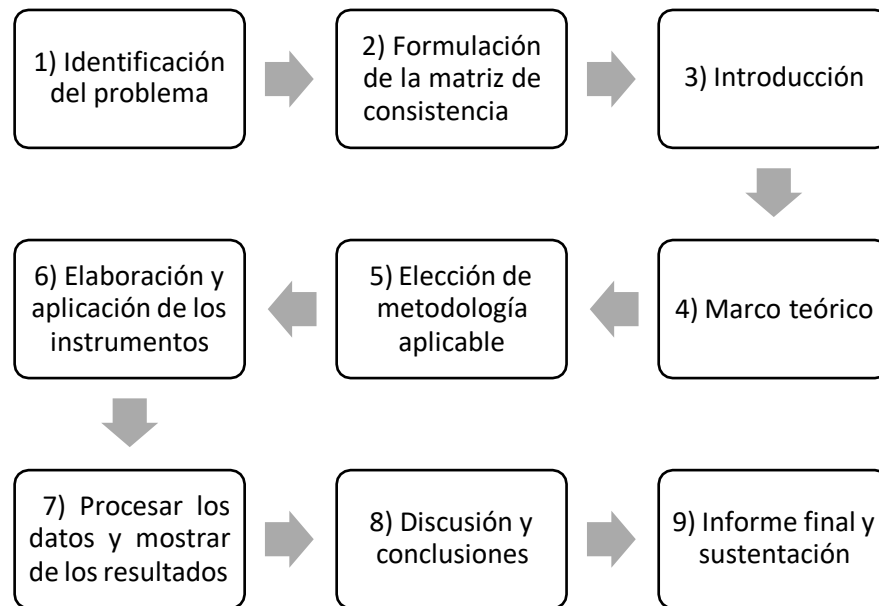 1) Identificación
del problema
2) Formulación
de la matriz de
consistencia
3) Introducción
4) Marco teórico
5) Elección de
metodología
aplicable
6) Elaboración y
aplicación de los
instrumentos
7) Procesar los
datos y mostrar
de los resultados
8) Discusión y
conclusiones
9) Informe final y
sustentación